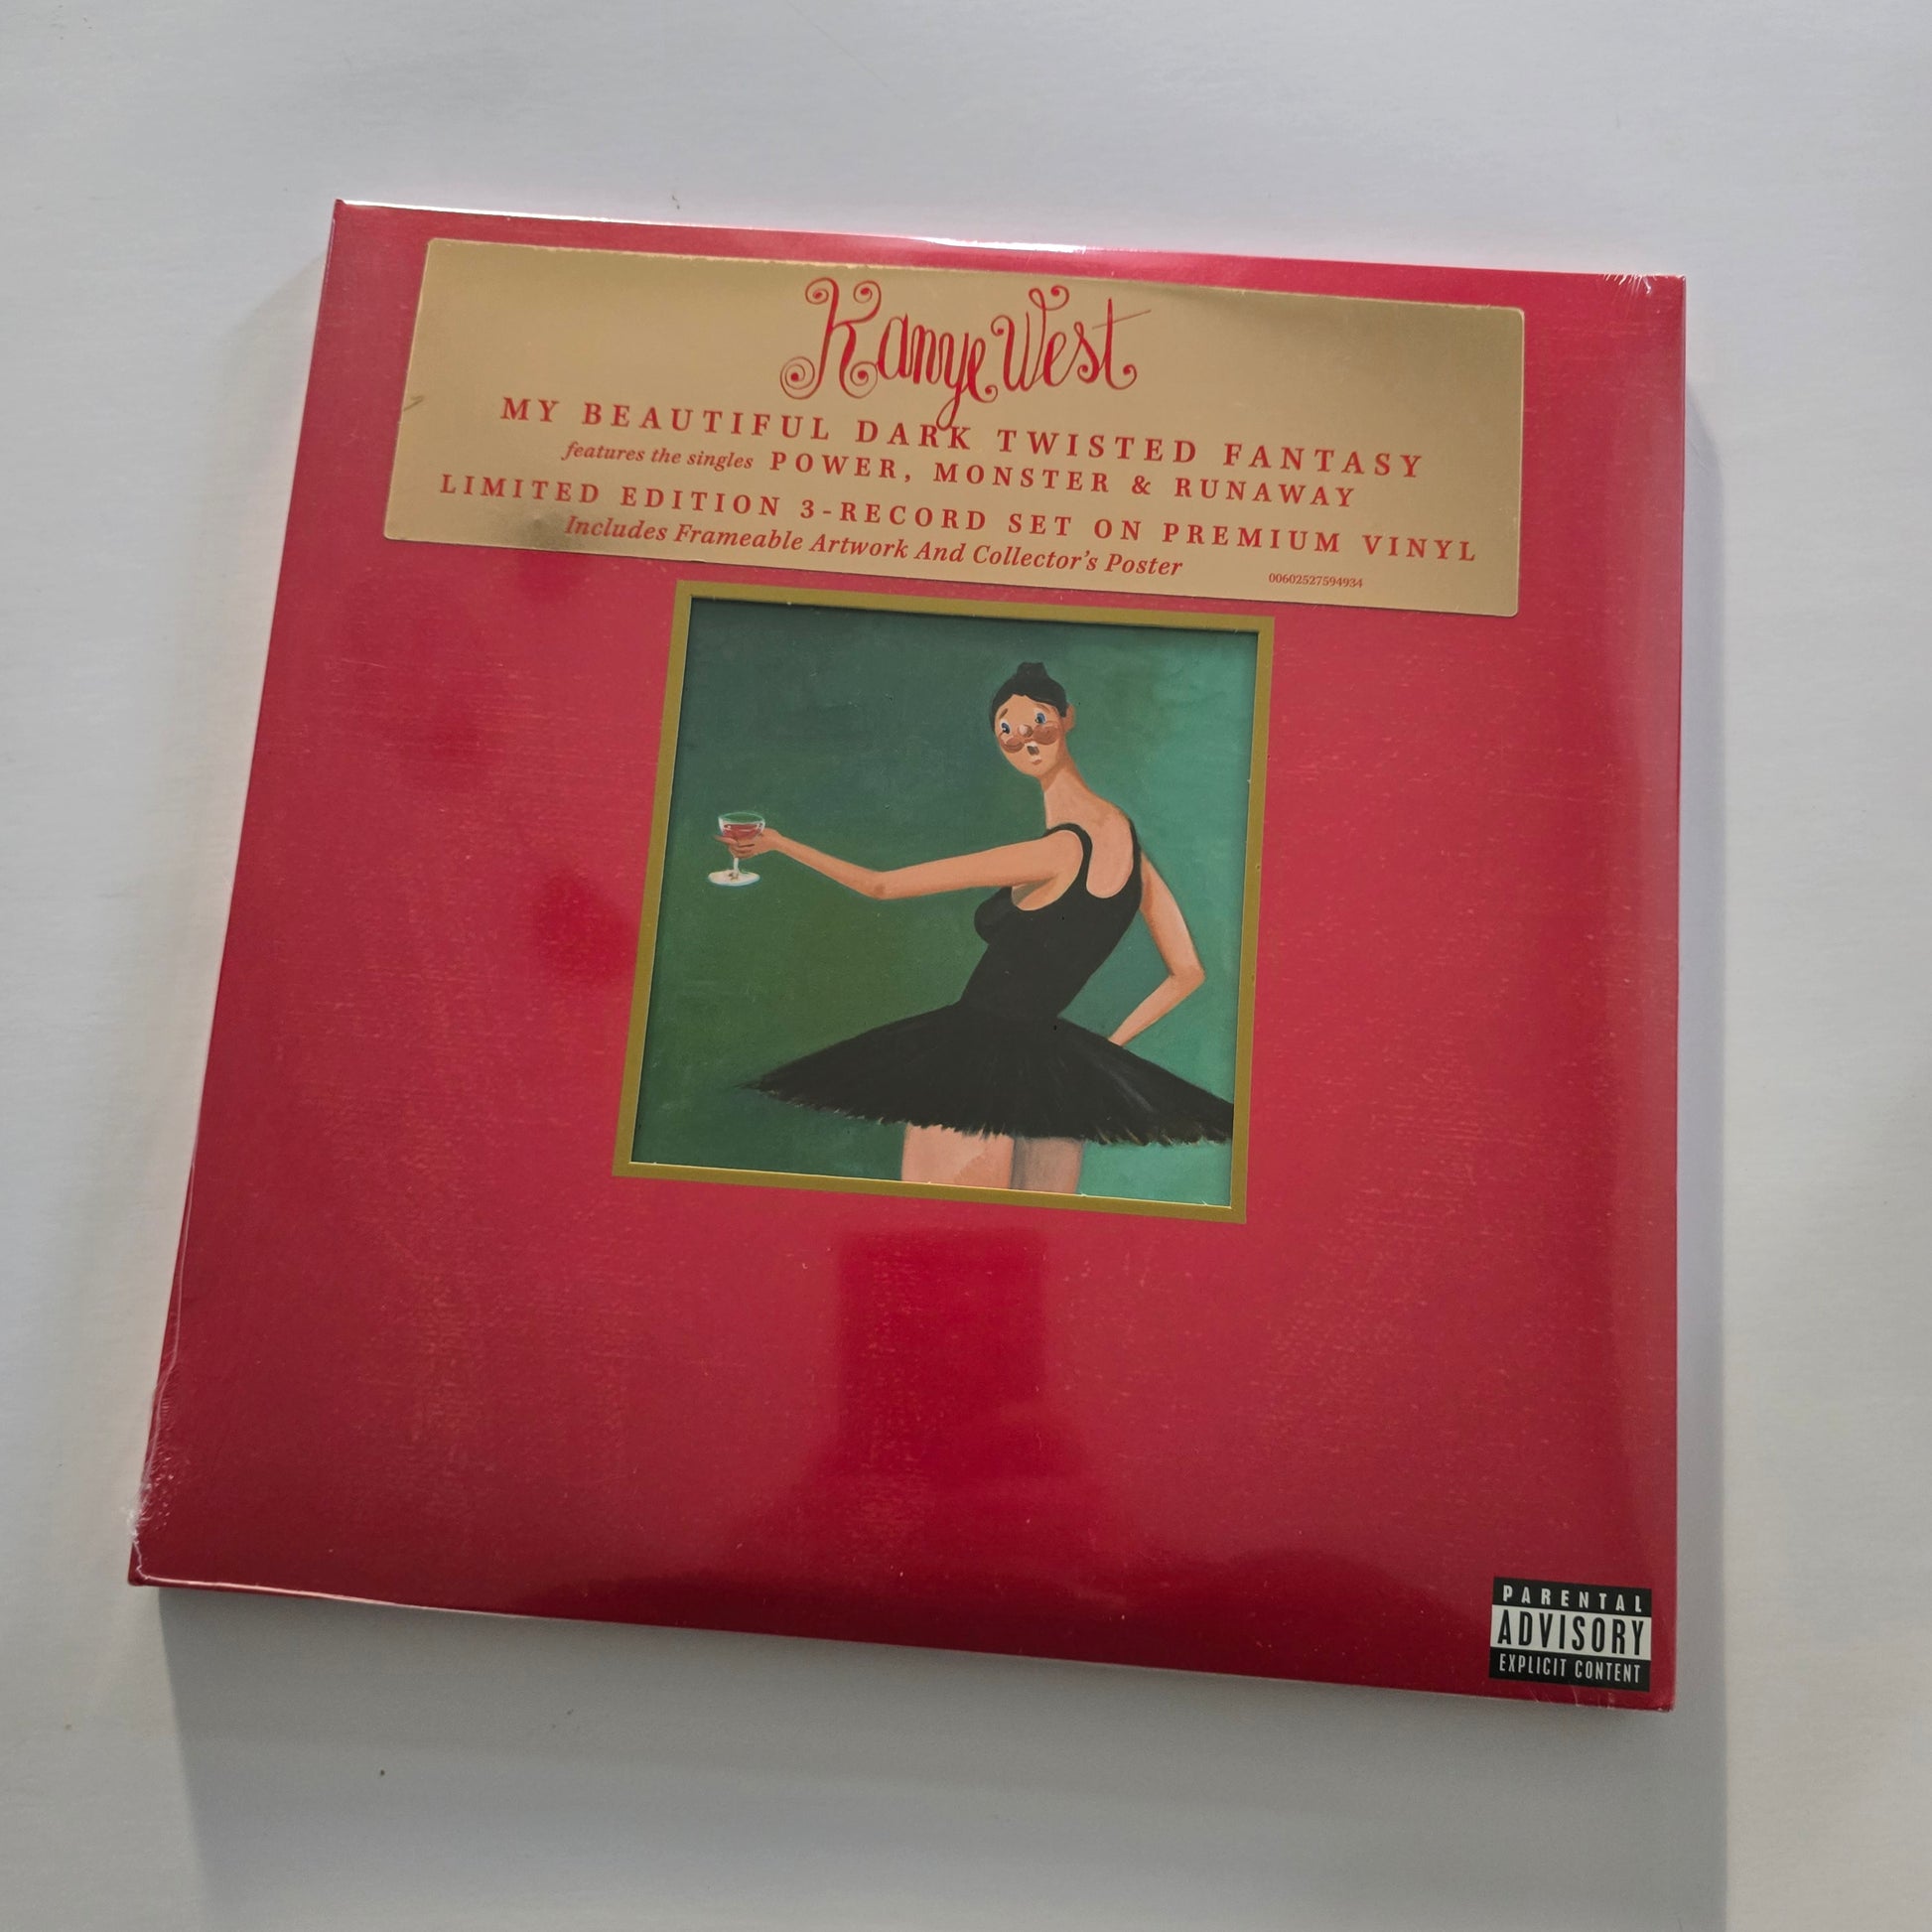 Kanye West
MY BEAUTIFUL DARK TWISTED FANTASY
features the singles POWER, MONSTER & RUNAWAY
LIMITED EDITION 3-RECORD SET ON PREMIUM VINYL
Includes Frameable Artwork And Collector's Poster
00602527594934
PARENTAL
ADVISORY
EXPLICIT CONTENT